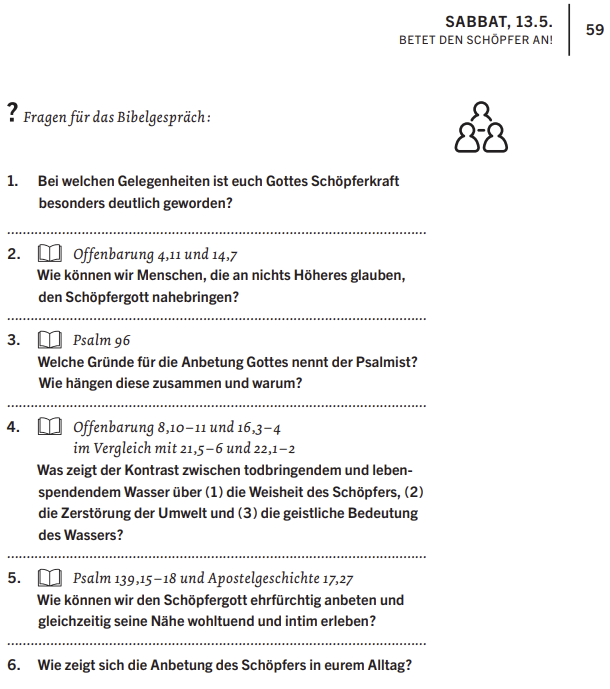 SABBAT, 13.5.
BETET DEN SCHÖPFER AN!
59
? Fragen für das Bibelgespräch:
1. Bei welchen Gelegenheiten ist euch Gottes Schöpferkraft
besonders deutlich geworden?
2. Offenbarung 4,11 und 14,7
Wie können wir Menschen, die an nichts Höheres glauben,
den Schöpfergott nahebringen?
3. Psalm 96
Welche Gründe für die Anbetung Gottes nennt der Psalmist?
Wie hängen diese zusammen und warum?
4. Offenbarung 8,10–11 und 16,3–4
im Vergleich mit 21,5–6 und 22,1–2
Was zeigt der Kontrast zwischen todbringendem und leben-
spendendem Wasser über (1) die Weisheit des Schöpfers, (2)
die Zerstörung der Umwelt und (3) die geistliche Bedeutung
des Wassers?
5. Psalm 139,15–18 und Apostelgeschichte 17,27
Wie können wir den Schöpfergott ehrfürchtig anbeten und
gleichzeitig seine Nähe wohltuend und intim erleben?
6. Wie zeigt sich die Anbetung des Schöpfers in eurem Alltag?